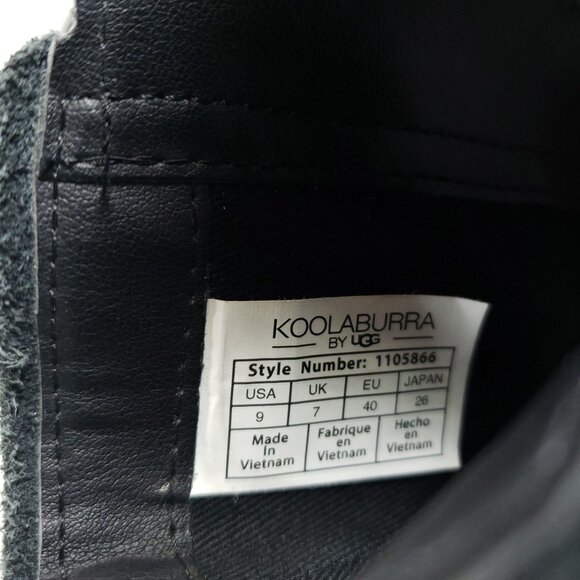 KOOLABURRA
BY UGG
Style Number: 1105866
USA UK EU JAPAN
9 7 40 26
Made Fabrique Hecho
In en en
Vietnam Vietnam Vietnam